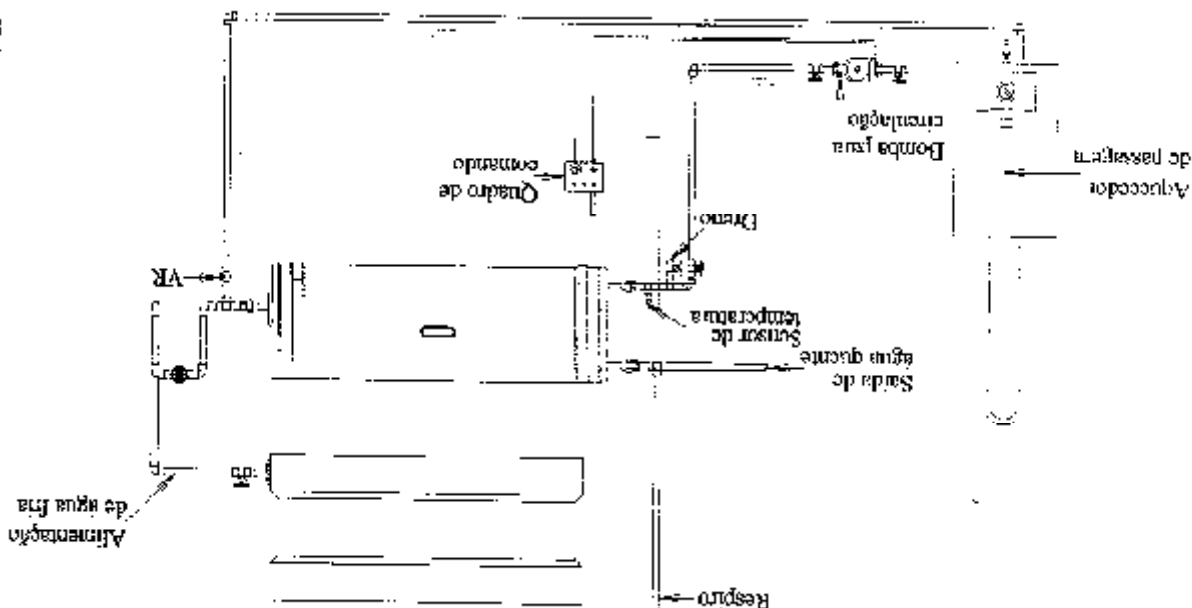 Respiro
Alimentação
de água fria
Saída de
água quente
Sensor de
temperatura
VR
Dreno
Quadro de
comando
Aquecedor
de passagem
Bomba para
circulação